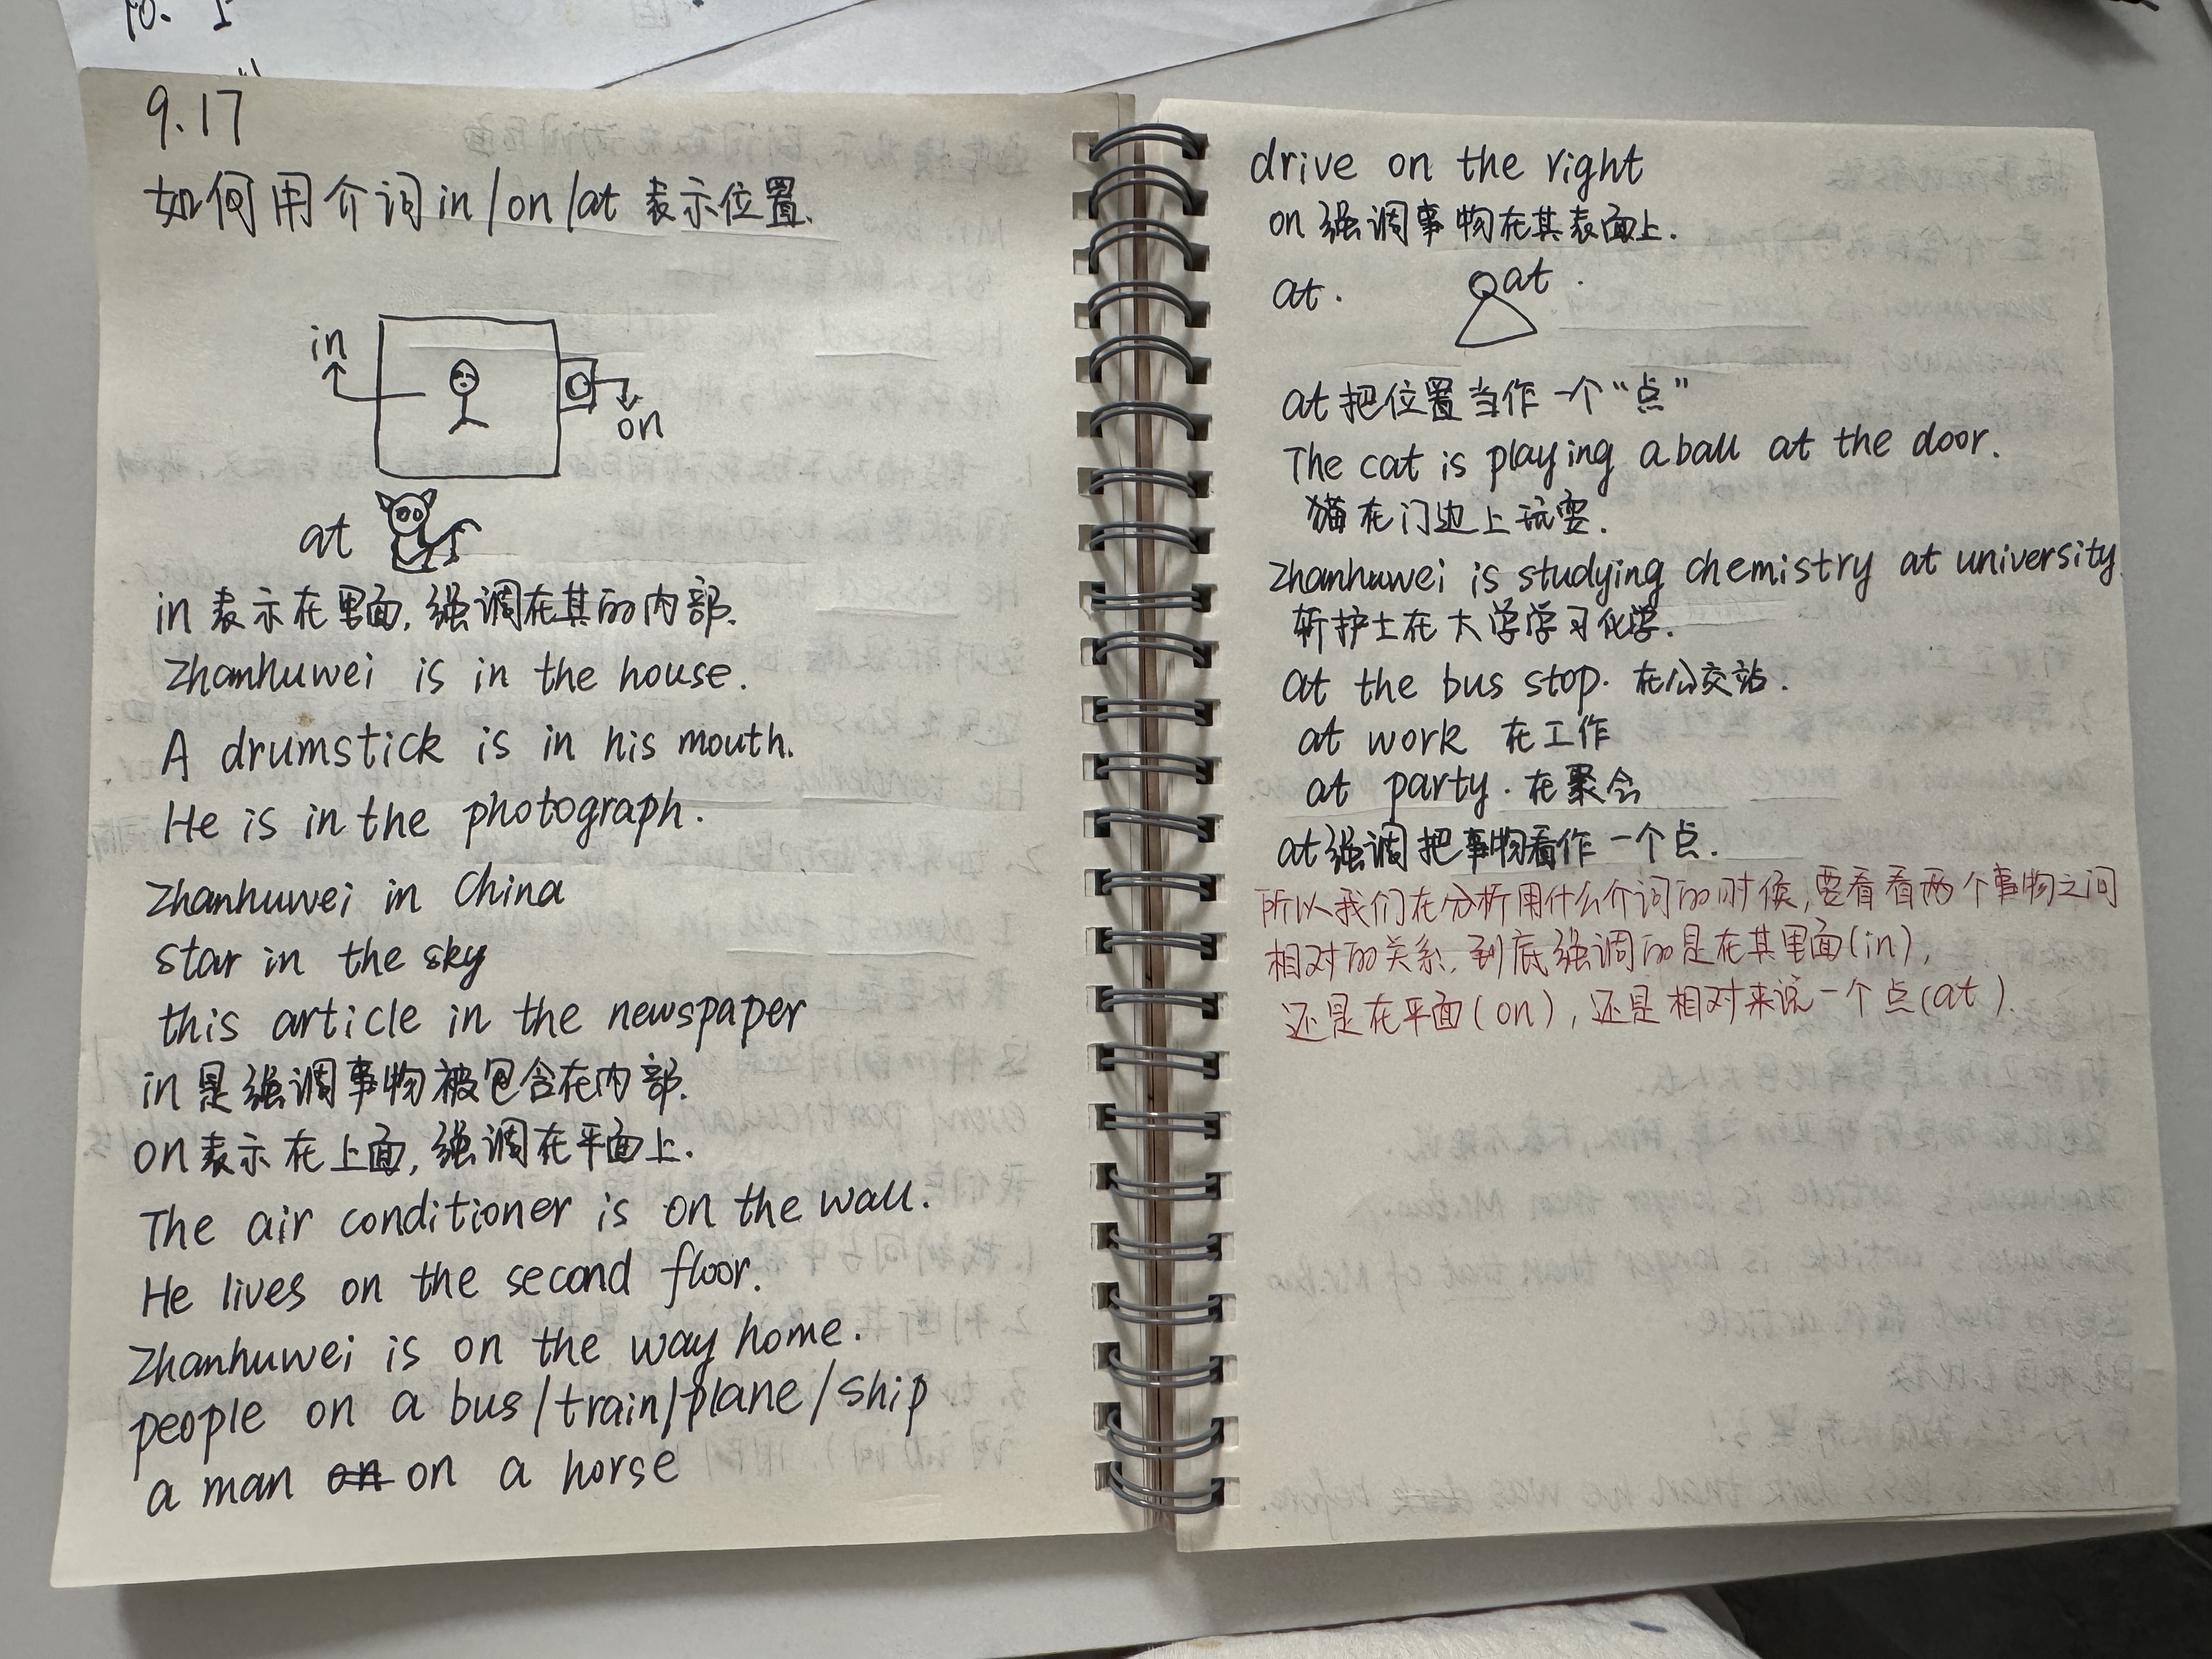 9.17
如何用介词in/on/at 表示位置.
in
on
at
in 表示在里面, 强调在其的内部.
Zhanhuwei is in the house.
A drumstick is in his mouth.
He is in the photograph.
Zhanhuwei in China
star in the sky
this article in the newspaper
in 是强调事物被包含在内部.
on 表示在上面, 强调在平面上.
The air conditioner is on the wall.
He lives on the second floor.
Zhanhuwei is on the way home.
people on a bus/train/plane/ship
a man on on a horse
drive on the right
on 强调事物在其表面上.
at. at.
at 把位置当作一个“点”
The cat is playing a ball at the door.
猫在门边上玩耍.
Zhanhuwei is studying chemistry at university.
斩护士在大学学习化学.
at the bus stop. 在公交站.
at work 在工作
at party. 在聚会
at强调把事物看作一个点.
所以我们在分析用什么介词的时候, 要看看两个事物之间
相对的关系, 到底强调的是在其里面(in),
还是在平面(on), 还是相对来说一个点(at).